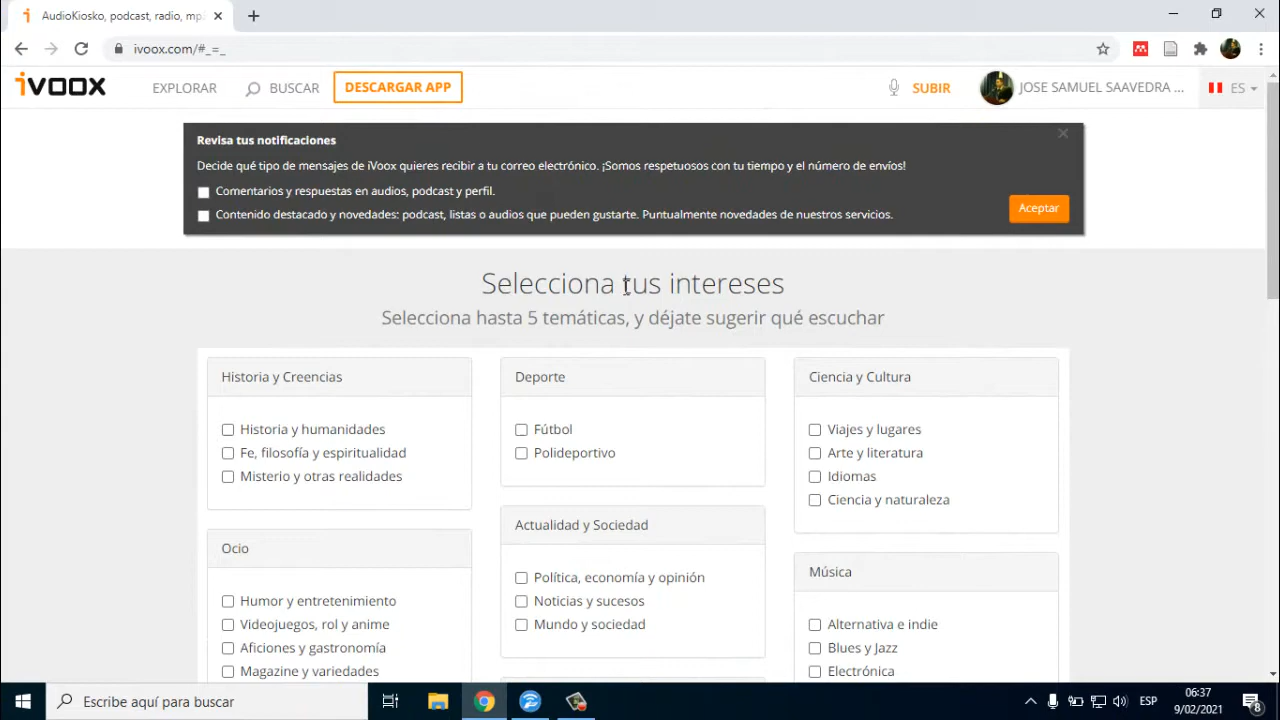 AudioKiosko, podcast, radio, mp
ivoox.com/#_=_
iVOOX
EXPLORAR
BUSCAR
DESCARGAR APP
SUBIR
JOSE SAMUEL SAAVEDRA ...
ES
Revisa tus notificaciones
Decide qué tipo de mensajes de iVoox quieres recibir a tu correo electrónico. ¡Somos respetuosos con tu tiempo y el número de envíos!
Comentarios y respuestas en audios, podcast y perfil.
Contenido destacado y novedades: podcast, listas o audios que pueden gustarte. Puntualmente novedades de nuestros servicios.
Aceptar
Selecciona tus intereses
Selecciona hasta 5 temáticas, y déjate sugerir qué escuchar
Historia y Creencias
Historia y humanidades
Fe, filosofía y espiritualidad
Misterio y otras realidades
Ocio
Humor y entretenimiento
Videojuegos, rol y anime
Aficiones y gastronomía
Magazine y variedades
Deporte
Fútbol
Polideportivo
Actualidad y Sociedad
Política, economía y opinión
Noticias y sucesos
Mundo y sociedad
Ciencia y Cultura
Viajes y lugares
Arte y literatura
Idiomas
Ciencia y naturaleza
Música
Alternativa e indie
Blues y Jazz
Electrónica
Escribe aquí para buscar
ESP
06:37
9/02/2021
8